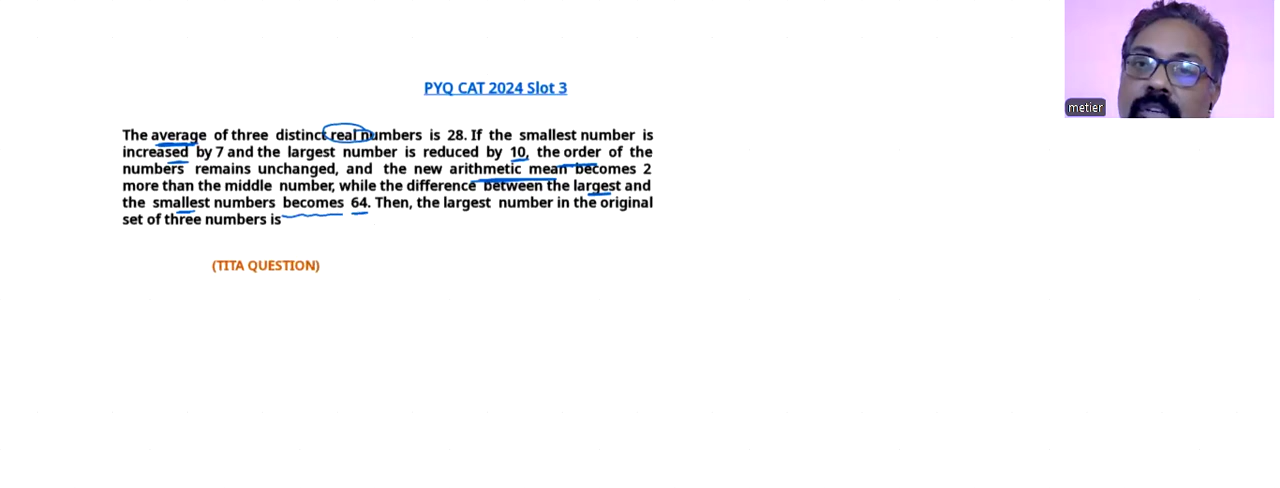 PYQ CAT 2024 Slot 3
metier
The average of three distinct real numbers is 28. If the smallest number is
increased by 7 and the largest number is reduced by 10, the order of the
numbers remains unchanged, and the new arithmetic mean becomes 2
more than the middle number, while the difference between the largest and
the smallest numbers becomes 64. Then, the largest number in the original
set of three numbers is
(TITA QUESTION)